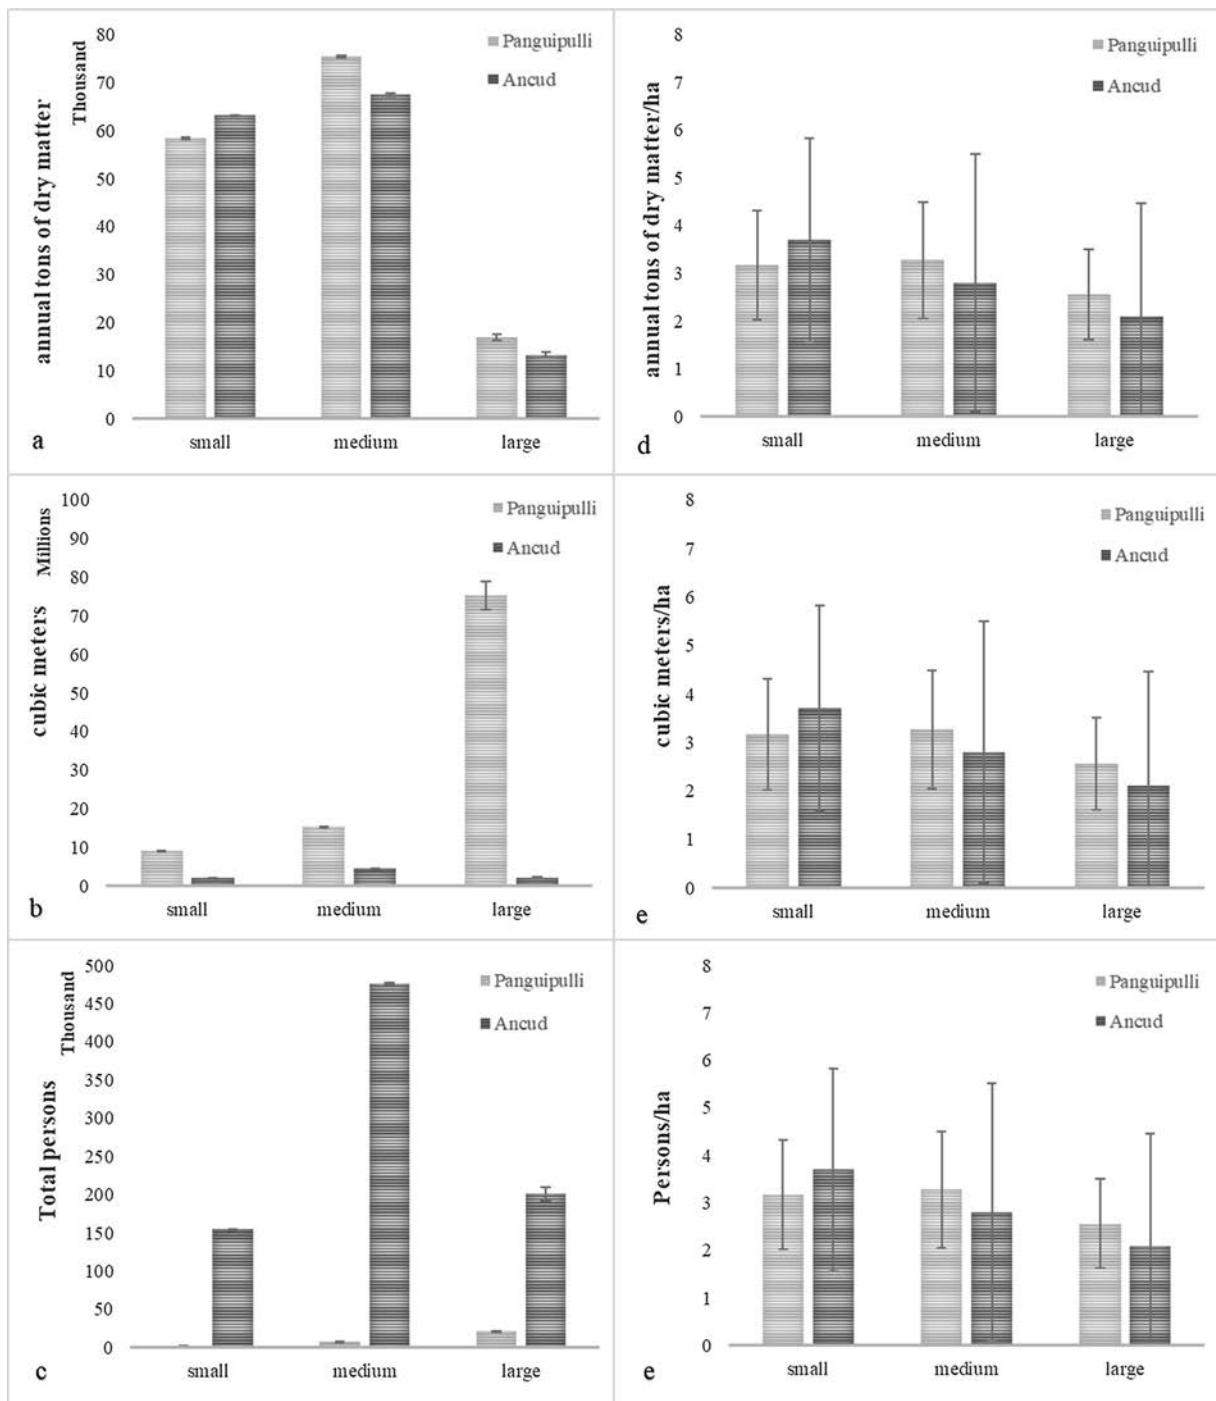 80
70
60
50
40
30
20
10
0
Thousand
annual tons of dry matter
Panguipulli
Ancud
small medium large
a
8
7
6
5
4
3
2
1
0
annual tons of dry matter/ha
Panguipulli
Ancud
small medium large
d
100
90
80
70
60
50
40
30
20
10
0
Millions
cubic meters
Panguipulli
Ancud
small medium large
b
8
7
6
5
4
3
2
1
0
cubic meters/ha
Panguipulli
Ancud
small medium large
e
500
450
400
350
300
250
200
150
100
50
0
Thousand
Total persons
Panguipulli
Ancud
small medium large
c
8
7
6
5
4
3
2
1
0
Persons/ha
Panguipulli
Ancud
small medium large
e